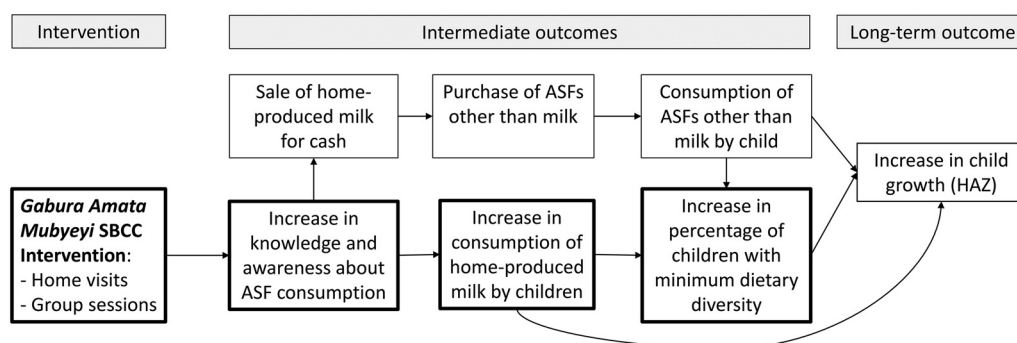 Intervention
Intermediate outcomes
Long-term outcome
Sale of home-
produced milk
for cash
Purchase of ASFs
other than milk
Consumption of
ASFs other than
milk by child
Increase in child
growth (HAZ)
Gabura Amata
Mubyeyi SBCC
Intervention:
- Home visits
- Group sessions
Increase in
knowledge and
awareness about
ASF consumption
Increase in
consumption of
home-produced
milk by children
Increase in
percentage of
children with
minimum dietary
diversity